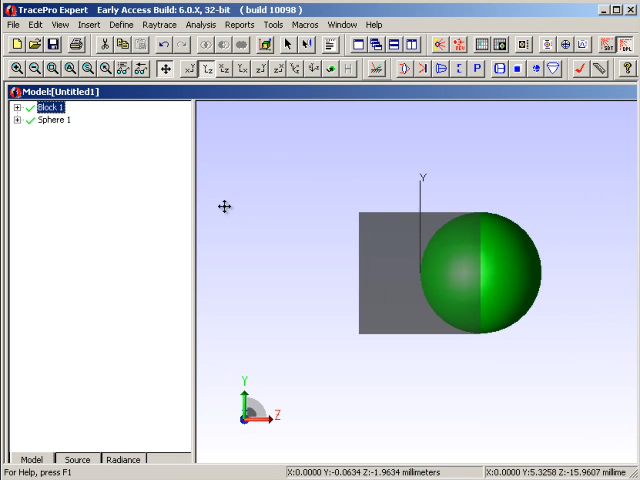 TracePro Expert   Early Access Build: 6.0.X, 32-bit   ( build 10098 )
File Edit View Insert Define Raytrace Analysis Reports Tools Macros Window Help
Model:[Untitled1]
Block 1
Sphere 1
Y
Y
Z
Model Source Radiance
For Help, press F1
X:0.0000 Y:-0.0634 Z:-1.9634 millimeters
X:0.0000 Y:5.3258 Z:-15.9607 millime